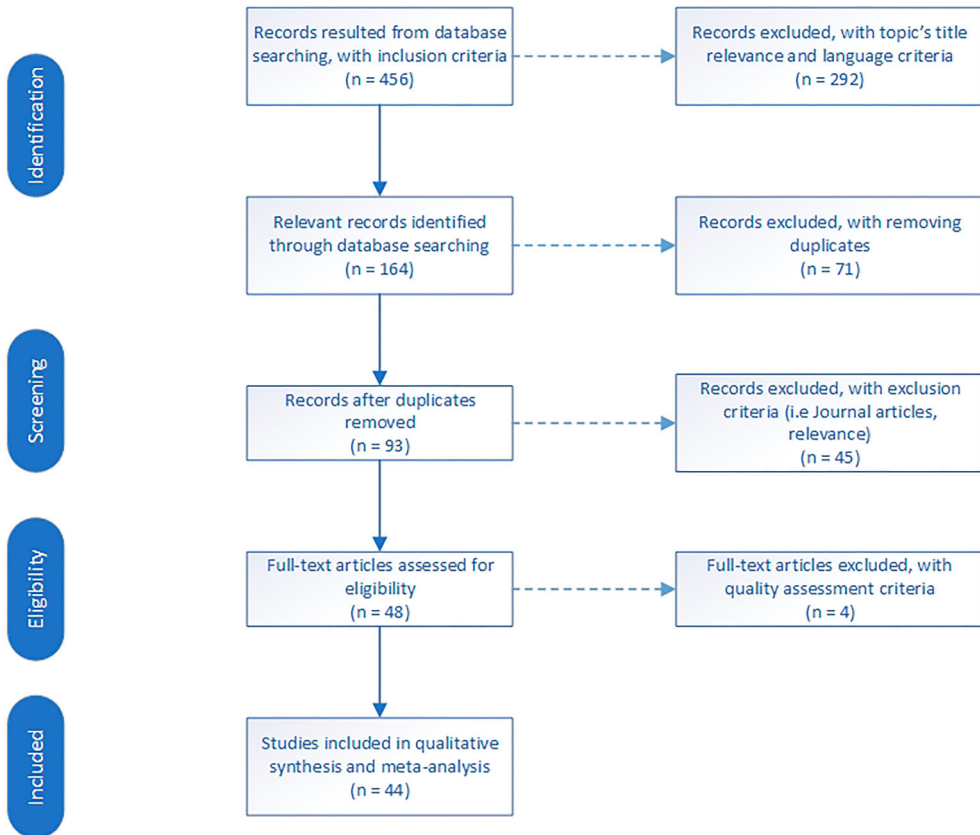 Identification
Records resulted from database
searching, with inclusion criteria
(n = 456)
Records excluded, with topic's title
relevance and language criteria
(n = 292)
Relevant records identified
through database searching
(n = 164)
Records excluded, with removing
duplicates
(n = 71)
Screening
Records after duplicates
removed
(n = 93)
Records excluded, with exclusion
criteria (i.e Journal articles,
relevance)
(n = 45)
Eligibility
Full-text articles assessed for
eligibility
(n = 48)
Full-text articles excluded, with
quality assessment criteria
(n = 4)
Included
Studies included in qualitative
synthesis and meta-analysis
(n = 44)